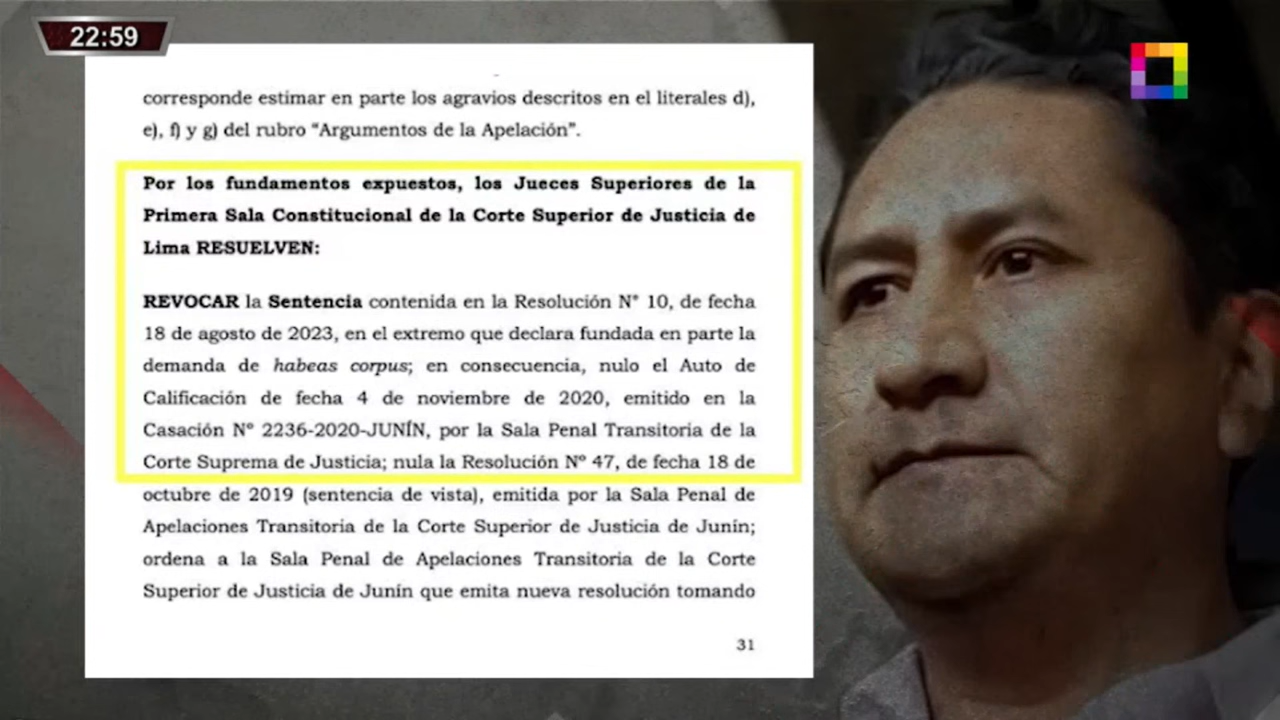 22:59
corresponde estimar en parte los agravios descritos en el literales d),
e), f) y g) del rubro “Argumentos de la Apelación”.
Por los fundamentos expuestos, los Jueces Superiores de la
Primera Sala Constitucional de la Corte Superior de Justicia de
Lima RESUELVEN:
REVOCAR la Sentencia contenida en la Resolución N° 10, de fecha
18 de agosto de 2023, en el extremo que declara fundada en parte la
demanda de habeas corpus; en consecuencia, nulo el Auto de
Calificación de fecha 4 de noviembre de 2020, emitido en la
Casación Nº 2236-2020-JUNÍN, por la Sala Penal Transitoria de la
Corte Suprema de Justicia; nula la Resolución Nº 47, de fecha 18 de
octubre de 2019 (sentencia de vista), emitida por la Sala Penal de
Apelaciones Transitoria de la Corte Superior de Justicia de Junín;
ordena a la Sala Penal de Apelaciones Transitoria de la Corte
Superior de Justicia de Junín que emita nueva resolución tomando
31